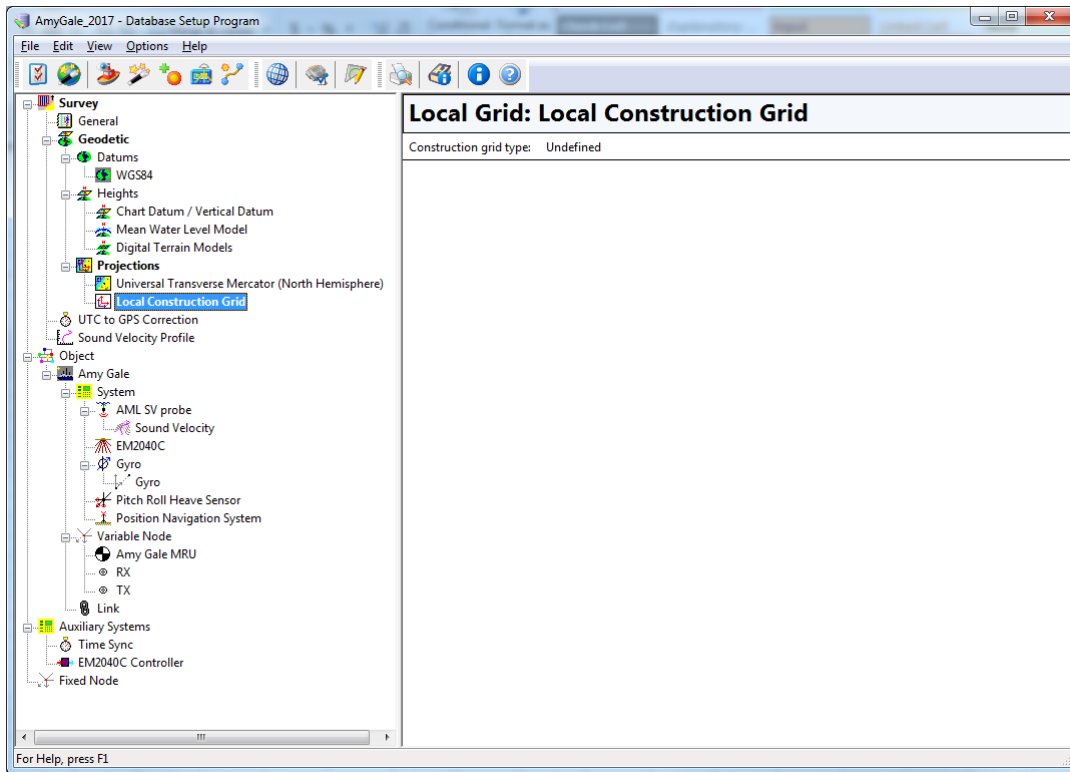 AmyGale_2017 - Database Setup Program
File Edit View Options Help
Survey
General
Geodetic
Datums
WGS84
Heights
Chart Datum / Vertical Datum
Mean Water Level Model
Digital Terrain Models
Projections
Universal Transverse Mercator (North Hemisphere)
Local Construction Grid
UTC to GPS Correction
Sound Velocity Profile
Object
Amy Gale
System
AML SV probe
Sound Velocity
EM2040C
Gyro
Gyro
Pitch Roll Heave Sensor
Position Navigation System
Variable Node
Amy Gale MRU
RX
TX
Link
Auxiliary Systems
Time Sync
EM2040C Controller
Fixed Node
Local Grid: Local Construction Grid
Construction grid type: Undefined
For Help, press F1